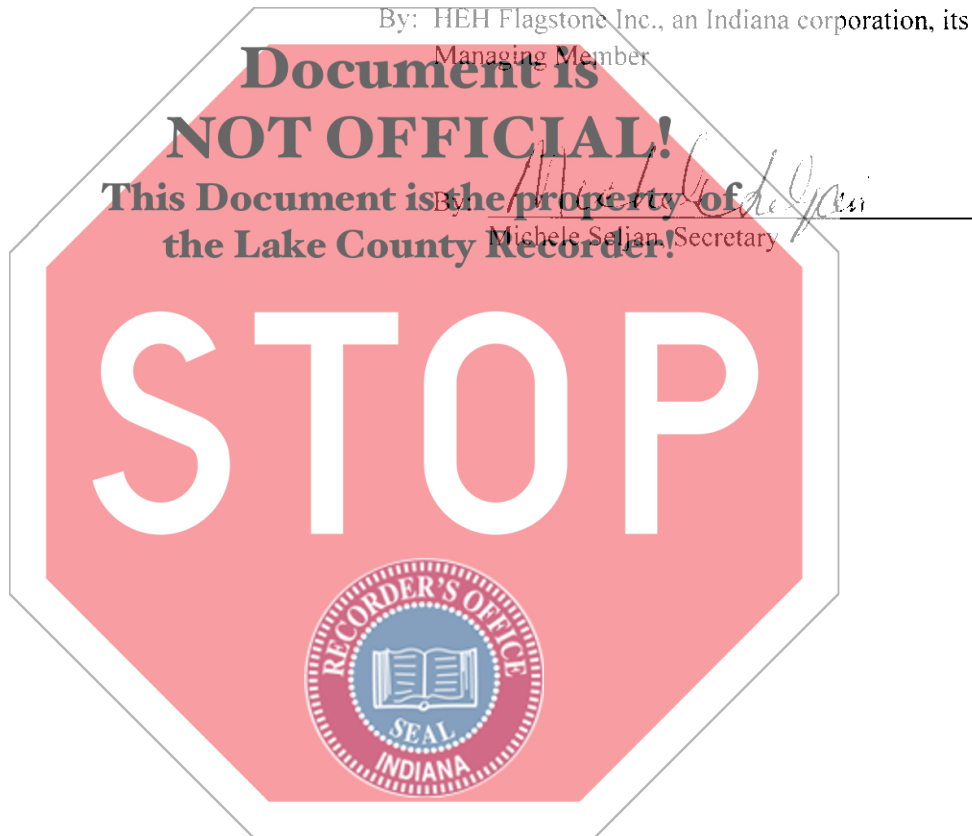 By: HEH Flagstone Inc., an Indiana corporation, its
Managing Member
Document is
NOT OFFICIAL!
This Document is the property of
the Lake County Recorder!
By:
Michele Seljan, Secretary
STOP
RECORDER'S OFFICE
SEAL
INDIANA